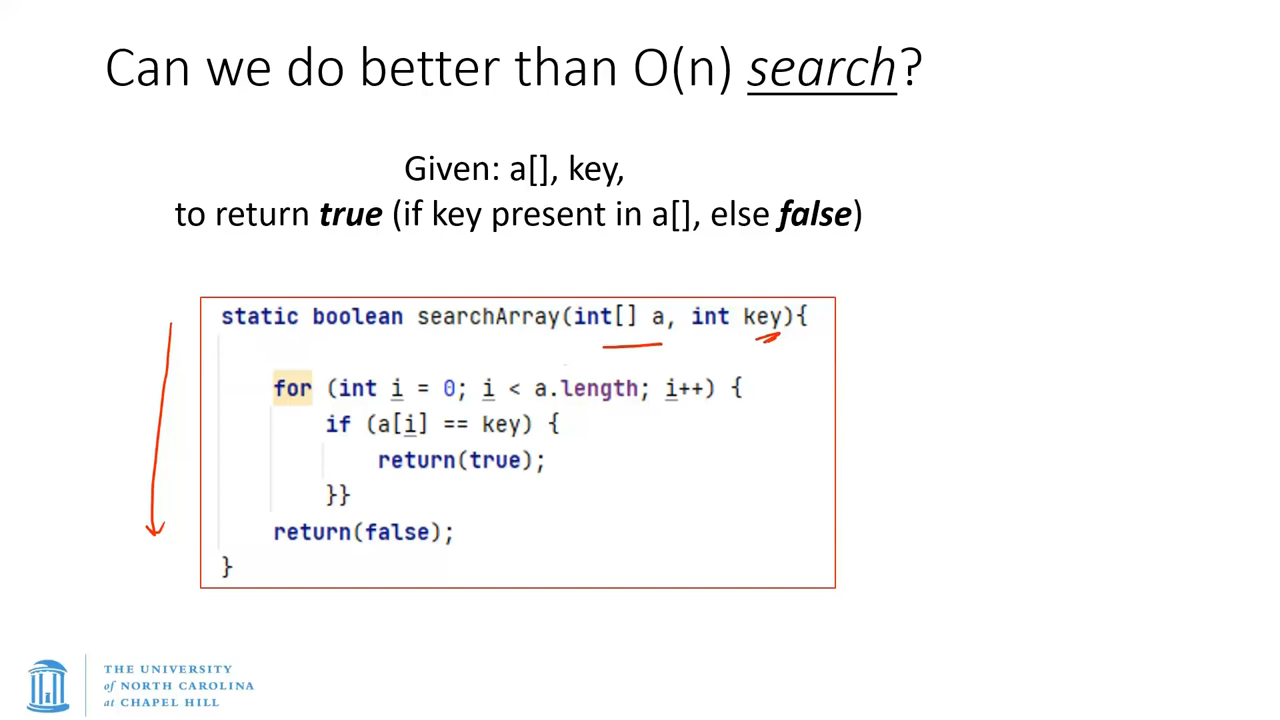 Can we do better than O(n) search?
Given: a[], key,
to return true (if key present in a[], else false)
static boolean searchArray(int[] a, int key){
for (int i = 0; i < a.length; i++) {
if (a[i] == key) {
return(true);
}}
return(false);
}
THE UNIVERSITY
of NORTH CAROLINA
at CHAPEL HILL